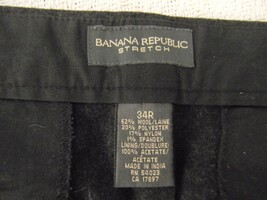 BANANA REPUBLIC
STRETCH
34R
62% WOOL/LAINE
20% POLYESTER
17% NYLON
1% SPANDEX
LINING/DOUBLURE:
100% ACETATE/
ACETATE
MADE IN INDIA
RN 54023
CA 17897